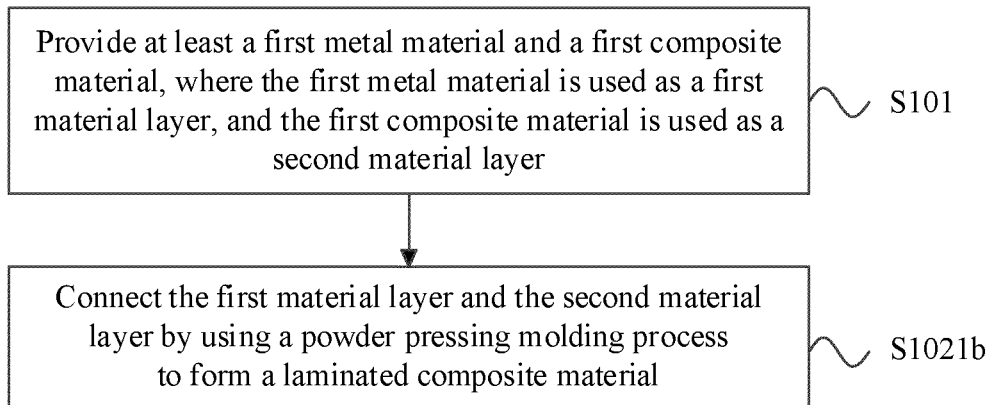 Provide at least a first metal material and a first composite
material, where the first metal material is used as a first
material layer, and the first composite material is used as a
second material layer
S101
Connect the first material layer and the second material
layer by using a powder pressing molding process
to form a laminated composite material
S1021b